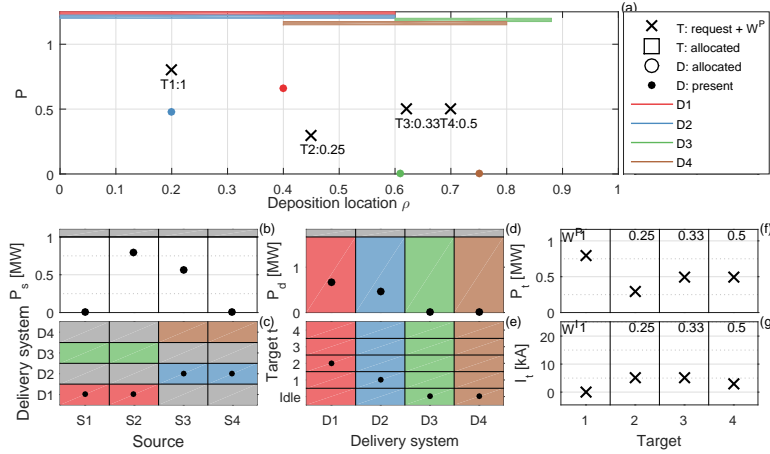 (a)
P
1
0.5
0
T1:1
T2:0.25
T3:0.33
T4:0.5
0
0.1
0.2
0.3
0.4
0.5
0.6
0.7
0.8
0.9
1
Deposition location ρ
T: request + W^P
T: allocated
D: allocated
D: present
D1
D2
D3
D4
(b)
P_s [MW]
1
0.5
0
(c)
Delivery system
D4
D3
D2
D1
S1
S2
S3
S4
Source
(d)
P_d [MW]
1
0
(e)
Target t
4
3
2
1
Idle
D1
D2
D3
D4
Delivery system
(f)
P_t [MW]
1
0.5
0
W^P
1
0.25
0.33
0.5
(g)
I_t [kA]
20
10
0
W^I
1
0.25
0.33
0.5
1
2
3
4
Target